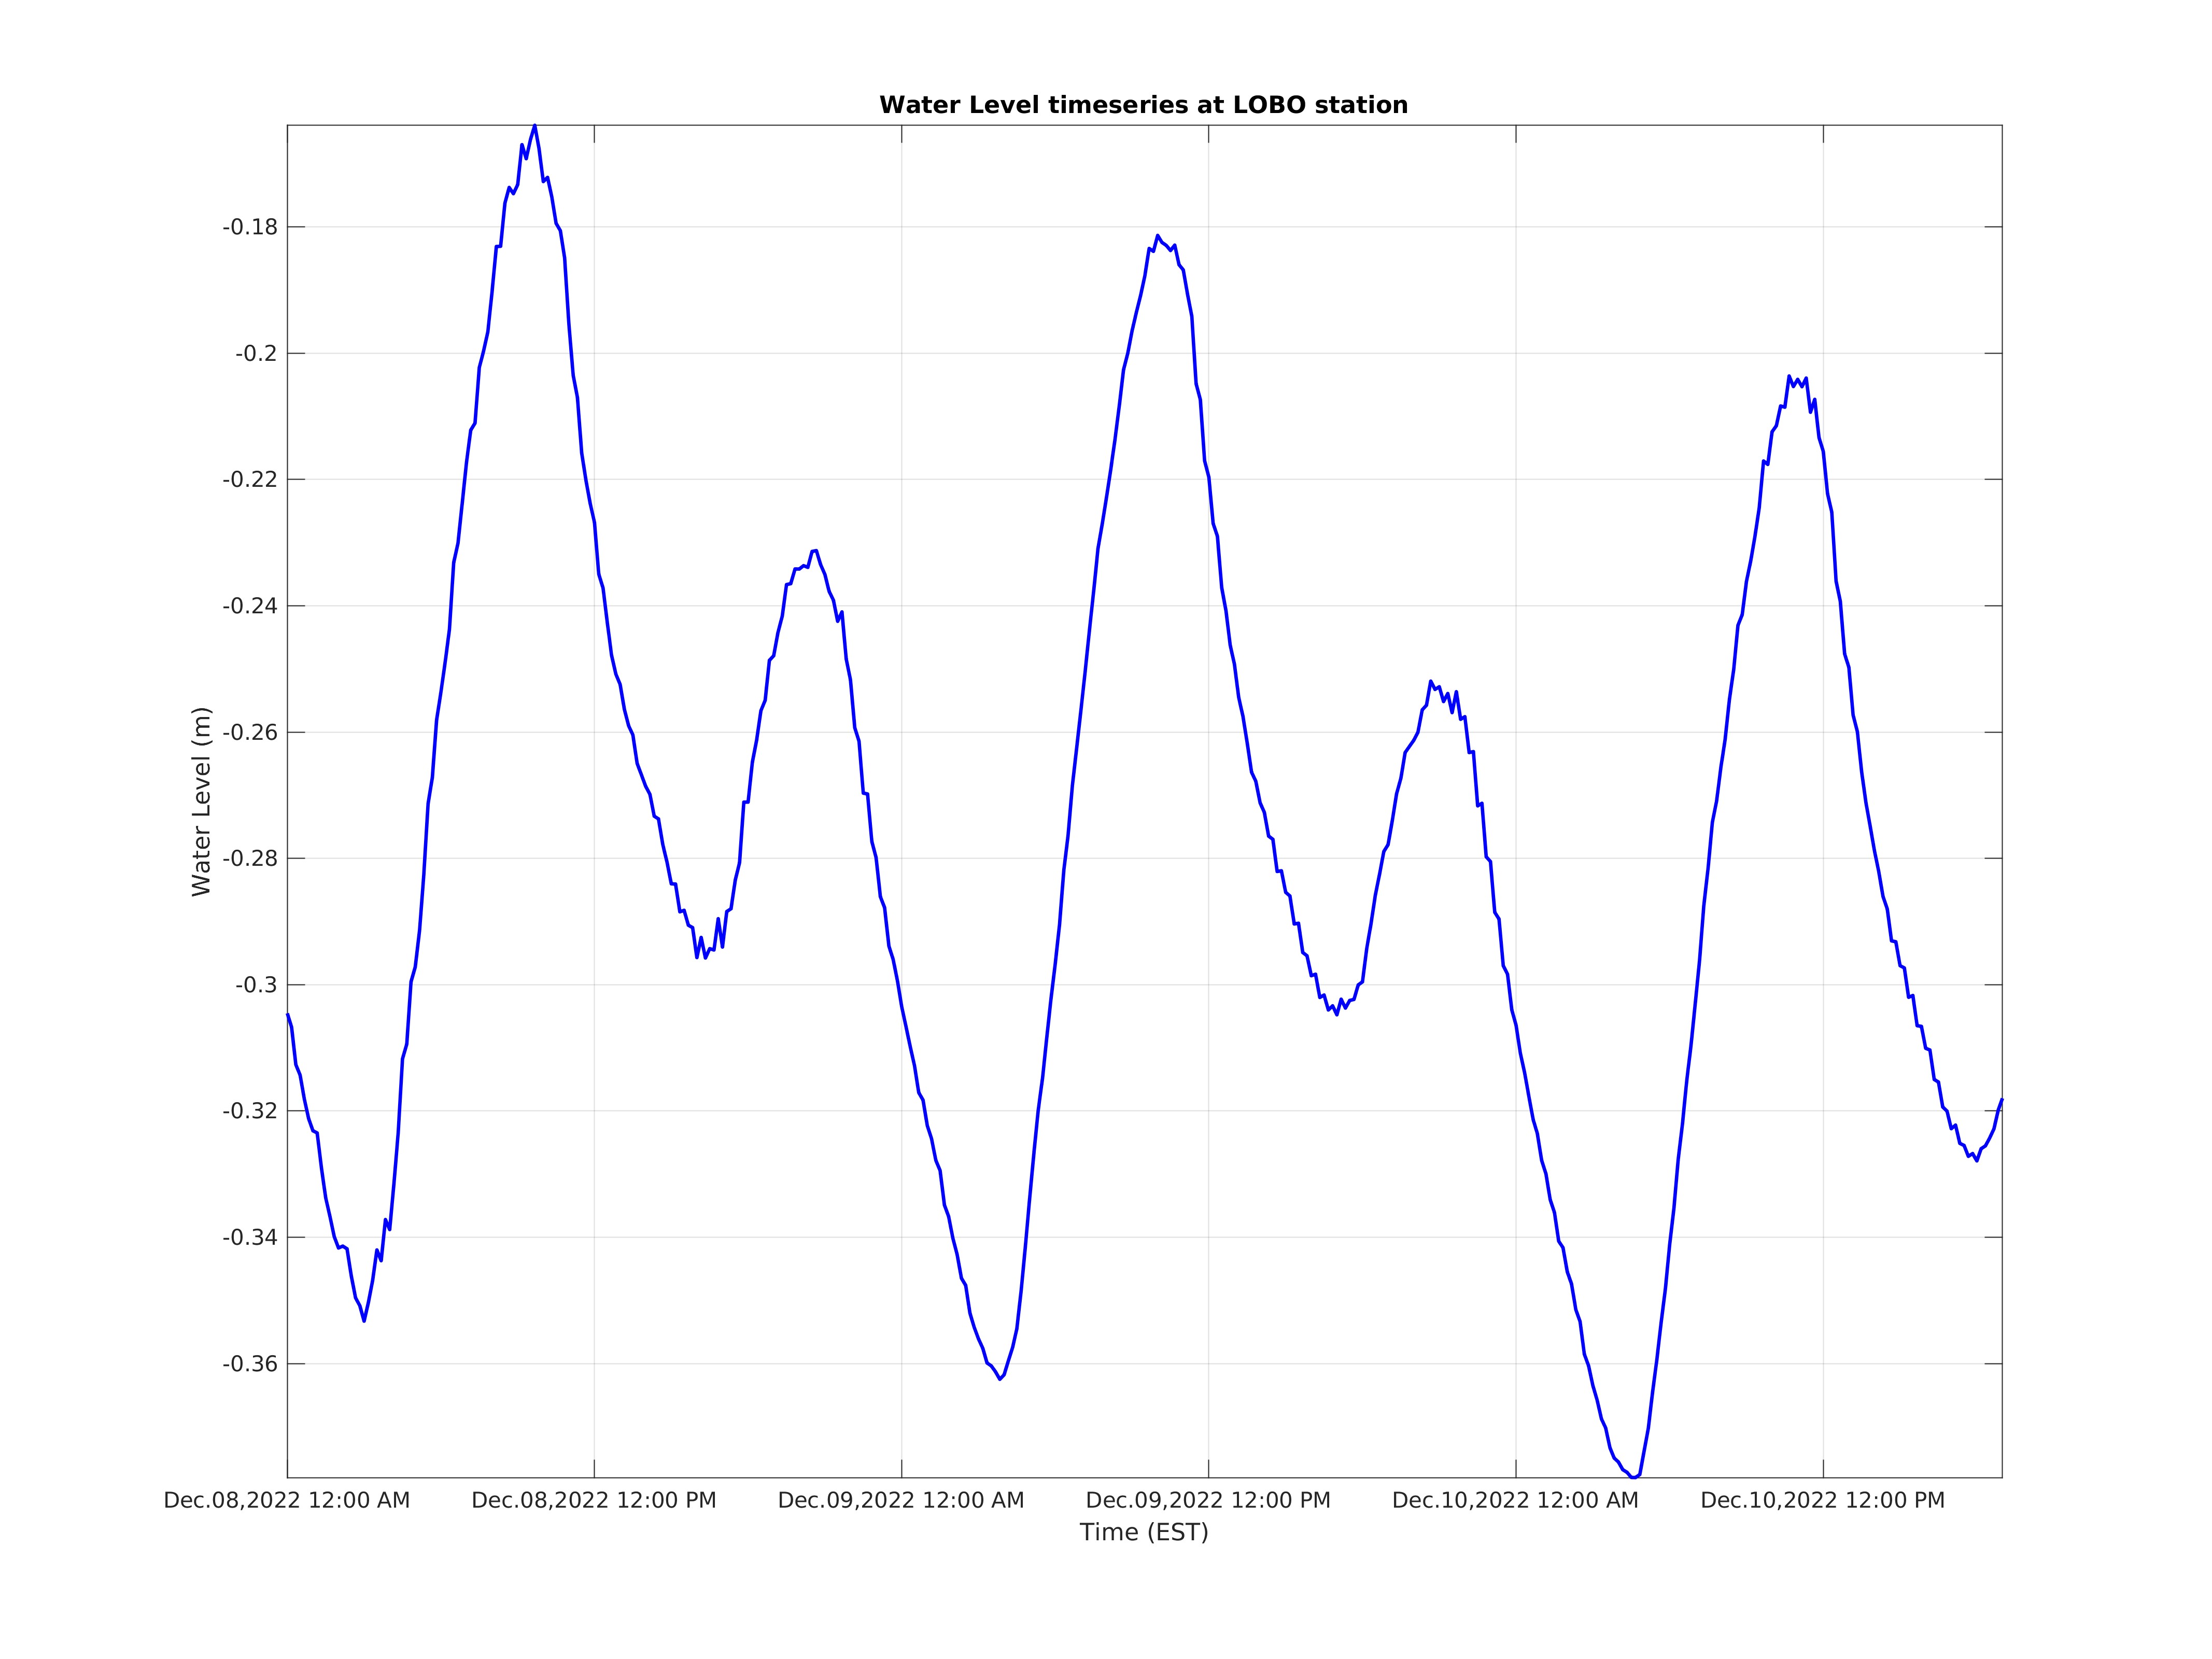 Water Level timeseries at LOBO station
-0.18
-0.2
-0.22
-0.24
-0.26
-0.28
-0.3
-0.32
-0.34
-0.36
Water Level (m)
Dec.08,2022 12:00 AM Dec.08,2022 12:00 PM Dec.09,2022 12:00 AM Dec.09,2022 12:00 PM Dec.10,2022 12:00 AM Dec.10,2022 12:00 PM
Time (EST)